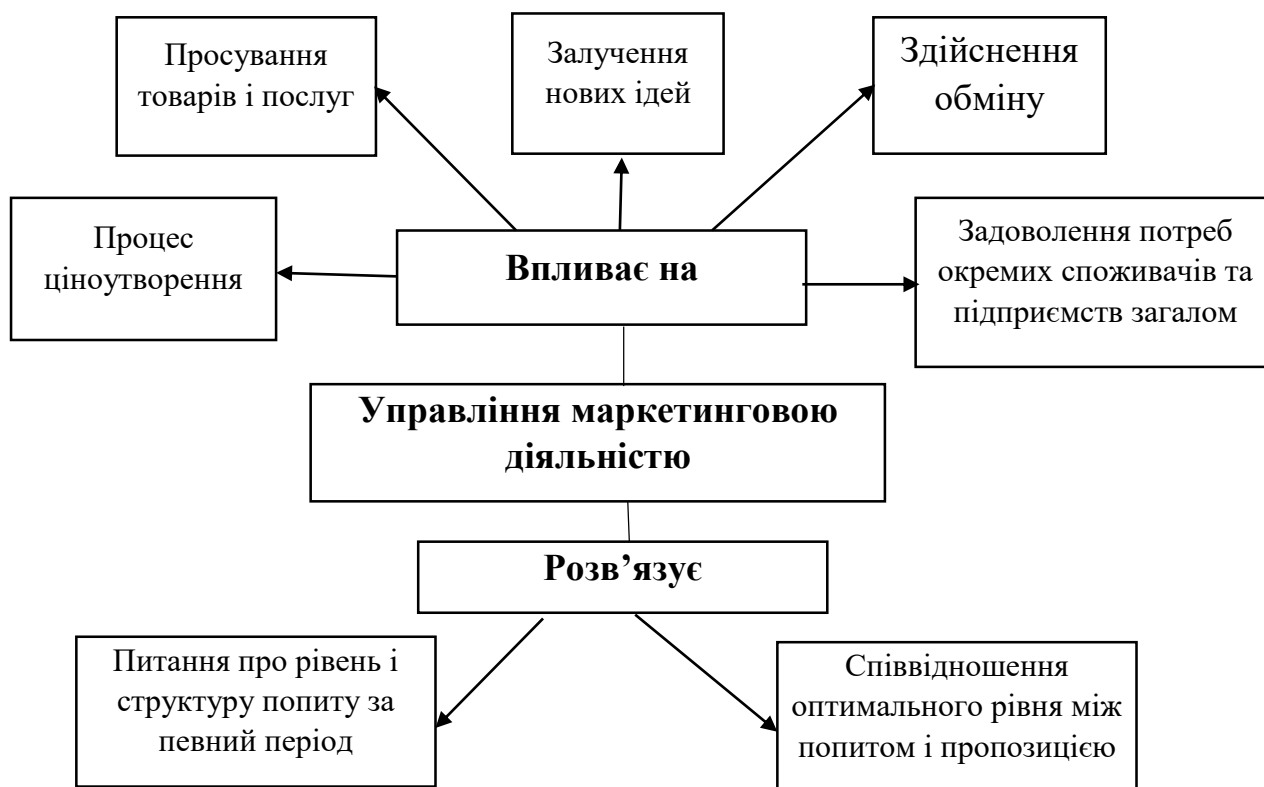 Просування
товарів і послуг
Залучення
нових ідей
Здійснення
обміну
Процес
ціноутворення
Впливає на
Задоволення потреб
окремих споживачів та
підприємств загалом
Управління маркетинговою
діяльністю
Розв’язує
Питання про рівень і
структуру попиту за
певний період
Співвідношення
оптимального рівня між
попитом і пропозицією